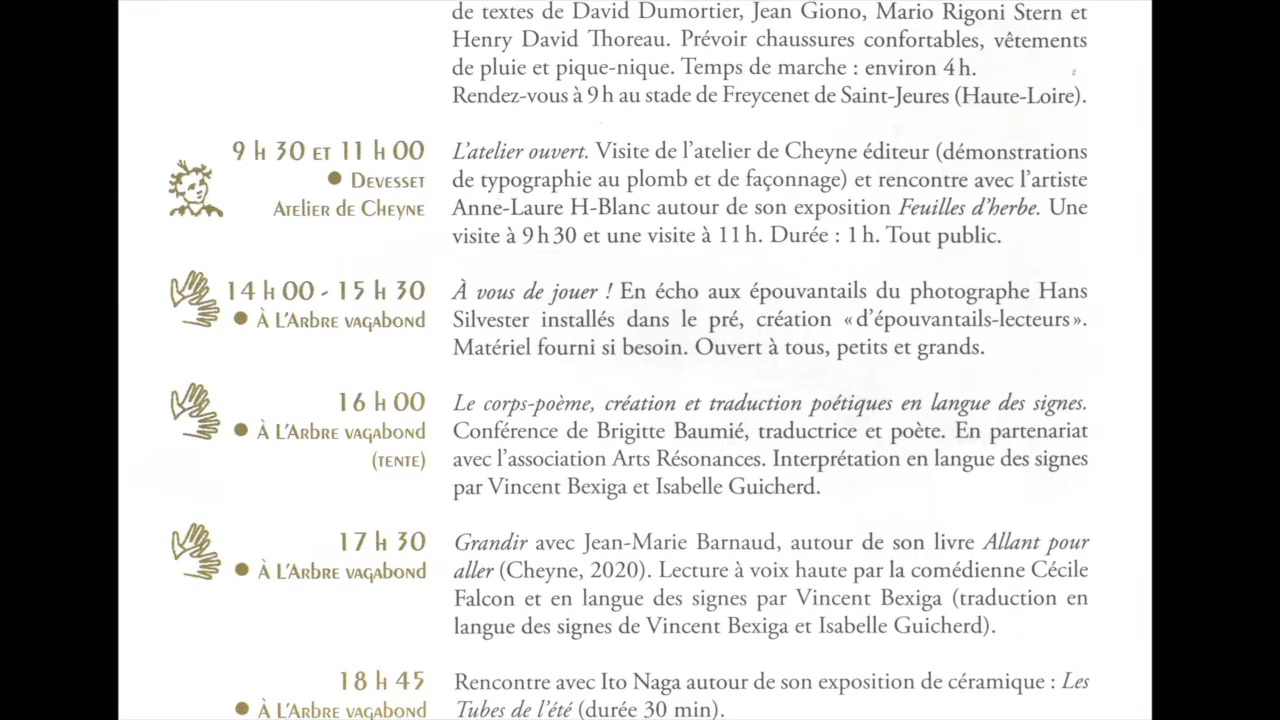 de textes de David Dumortier, Jean Giono, Mario Rigoni Stern et
Henry David Thoreau. Prévoir chaussures confortables, vêtements
de pluie et pique-nique. Temps de marche : environ 4 h.
Rendez-vous à 9 h au stade de Freycenet de Saint-Jeures (Haute-Loire).
9 h 30 ET 11 h 00
● DEVESSET
ATELIER de CHEYNE
L'atelier ouvert. Visite de l'atelier de Cheyne éditeur (démonstrations
de typographie au plomb et de façonnage) et rencontre avec l'artiste
Anne-Laure H-Blanc autour de son exposition Feuilles d'herbe. Une
visite à 9 h 30 et une visite à 11 h. Durée : 1 h. Tout public.
14 h 00 - 15 h 30
● À L'ARbRE VAGAbONd
À vous de jouer ! En écho aux épouvantails du photographe Hans
Silvester installés dans le pré, création « d'épouvantails-lecteurs ».
Matériel fourni si besoin. Ouvert à tous, petits et grands.
16 h 00
● À L'ARbRE VAGAbONd
(TENTE)
Le corps-poème, création et traduction poétiques en langue des signes.
Conférence de Brigitte Baumié, traductrice et poète. En partenariat
avec l'association Arts Résonances. Interprétation en langue des signes
par Vincent Bexiga et Isabelle Guicherd.
17 h 30
● À L'ARbRE VAGAbONd
Grandir avec Jean-Marie Barnaud, autour de son livre Allant pour
aller (Cheyne, 2020). Lecture à voix haute par la comédienne Cécile
Falcon et en langue des signes par Vincent Bexiga (traduction en
langue des signes de Vincent Bexiga et Isabelle Guicherd).
18 h 45
● À L'ARbRE VAGAbONd
Rencontre avec Ito Naga autour de son exposition de céramique : Les
Tubes de l'été (durée 30 min).